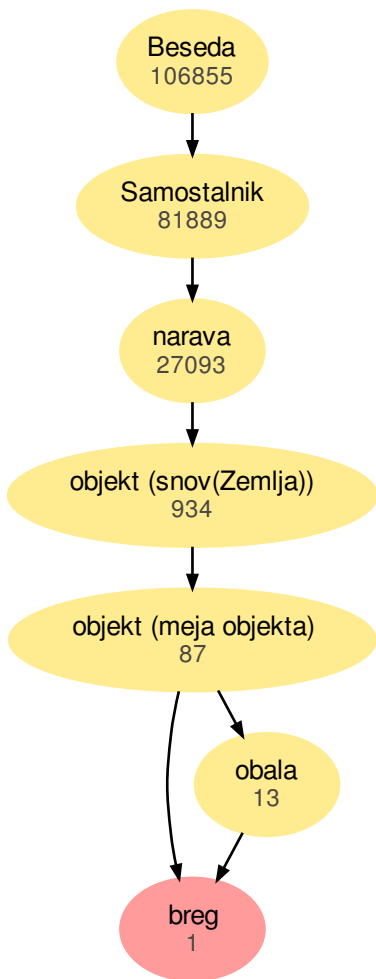 Beseda
106855
Samostalnik
81889
narava
27093
objekt (snov(Zemlja))
934
objekt (meja objekta)
87
obala
13
breg
1